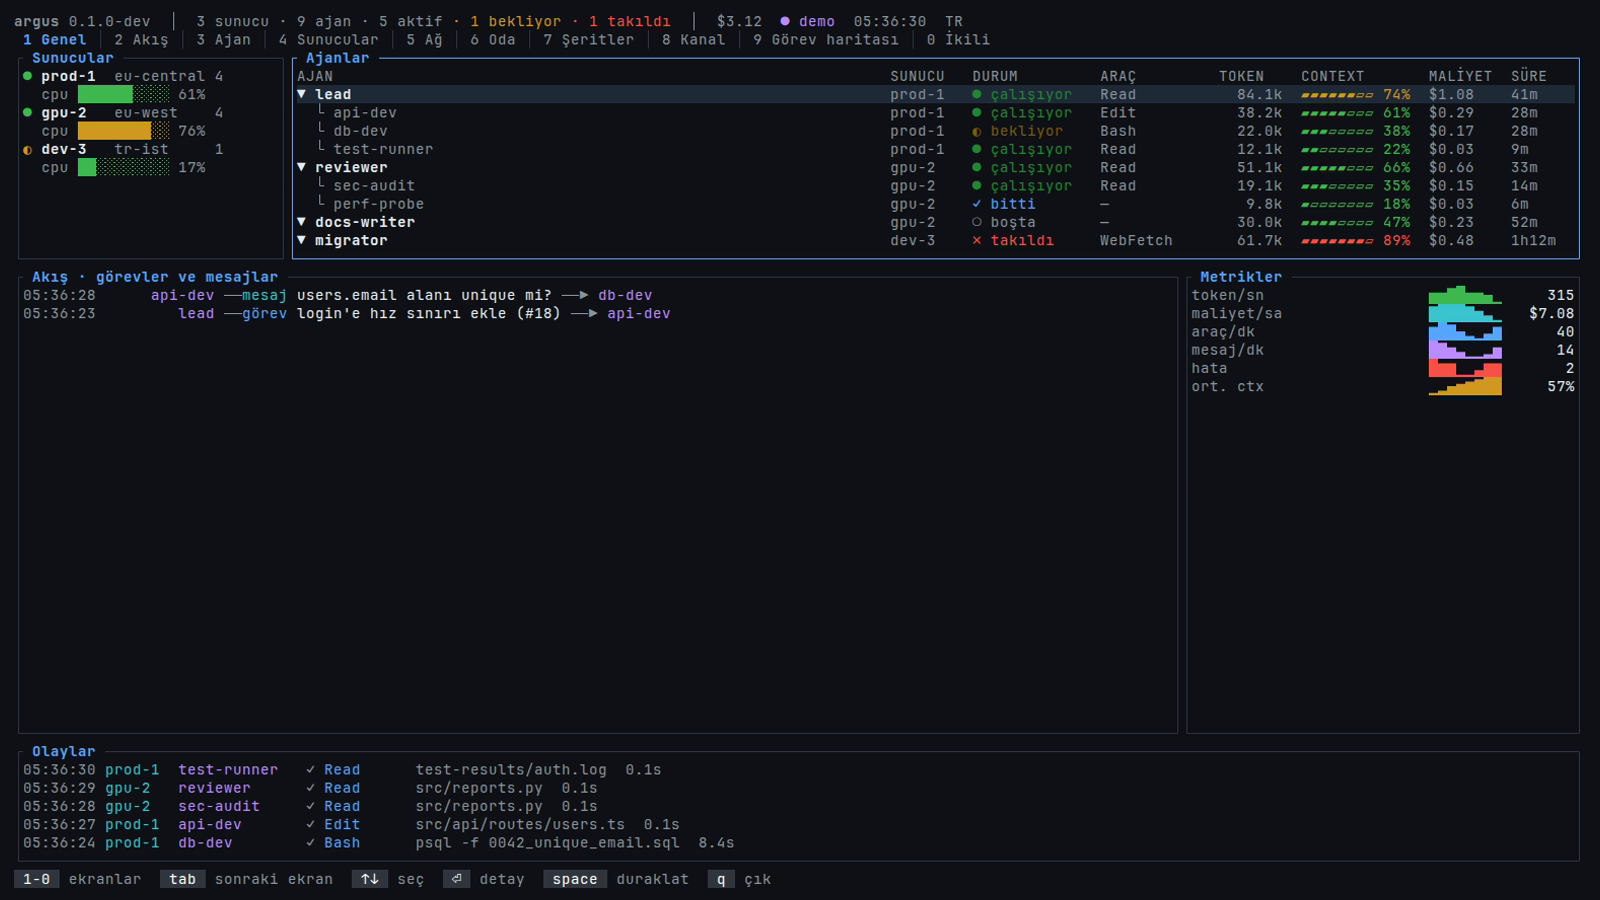 argus 0.1.0-dev │ 3 sunucu · 9 ajan · 5 aktif · 1 bekliyor · 1 takıldı │ $3.12 ● demo 05:36:30 TR
1 Genel │ 2 Akış │ 3 Ajan │ 4 Sunucular │ 5 Ağ │ 6 Oda │ 7 Şeritler │ 8 Kanal │ 9 Görev haritası │ 0 İkili
Sunucular
● prod-1 eu-central 4
cpu 61%
● gpu-2 eu-west 4
cpu 76%
◐ dev-3 tr-ist 1
cpu 17%
Ajanlar
AJAN SUNUCU DURUM ARAÇ TOKEN CONTEXT MALİYET SÜRE
▼ lead prod-1 ● çalışıyor Read 84.1k 74% $1.08 41m
└ api-dev prod-1 ● çalışıyor Edit 38.2k 61% $0.29 28m
└ db-dev prod-1 ◐ bekliyor Bash 22.0k 38% $0.17 28m
└ test-runner prod-1 ● çalışıyor Read 12.1k 22% $0.03 9m
▼ reviewer gpu-2 ● çalışıyor Read 51.1k 66% $0.66 33m
└ sec-audit gpu-2 ● çalışıyor Read 19.1k 35% $0.15 14m
└ perf-probe gpu-2 ✓ bitti — 9.8k 18% $0.03 6m
▼ docs-writer gpu-2 ○ boşta — 30.0k 47% $0.23 52m
▼ migrator dev-3 ✕ takıldı WebFetch 61.7k 89% $0.48 1h12m
Akış · görevler ve mesajlar
05:36:28 api-dev ──mesaj users.email alanı unique mi? ──▶ db-dev
05:36:23 lead ──görev login'e hız sınırı ekle (#18) ──▶ api-dev
Metrikler
token/sn 315
maliyet/sa $7.08
araç/dk 40
mesaj/dk 14
hata 2
ort. ctx 57%
Olaylar
05:36:30 prod-1 test-runner ✓ Read test-results/auth.log 0.1s
05:36:29 gpu-2 reviewer ✓ Read src/reports.py 0.1s
05:36:28 gpu-2 sec-audit ✓ Read src/reports.py 0.1s
05:36:27 prod-1 api-dev ✓ Edit src/api/routes/users.ts 0.1s
05:36:24 prod-1 db-dev ✓ Bash psql -f 0042_unique_email.sql 8.4s
1-0 ekranlar tab sonraki ekran ↑↓ seç ⏎ detay space duraklat q çık